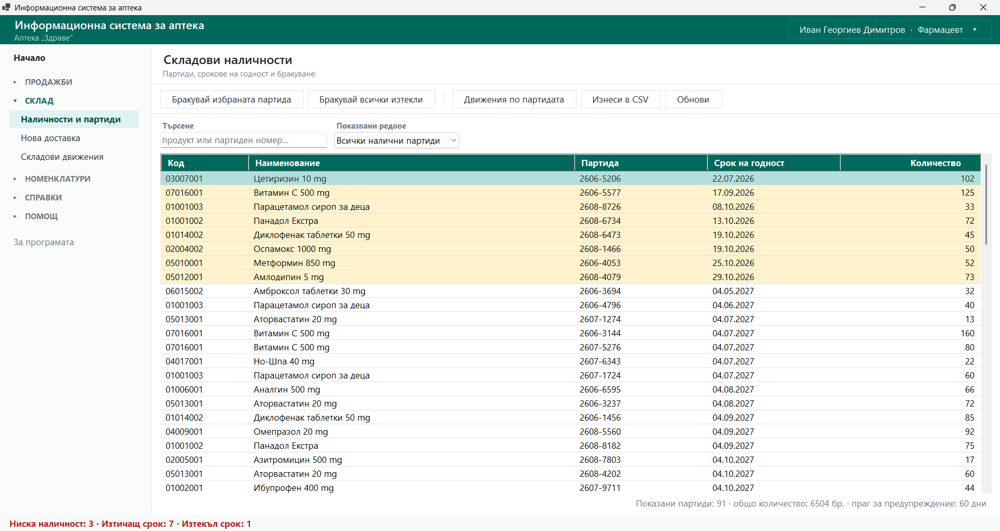 Информационна система за аптека
Информационна система за аптека
Аптека „Здраве“
Иван Георгиев Димитров · Фармацевт
Начало
ПРОДАЖБИ
СКЛАД
Наличности и партиди
Нова доставка
Складови движения
НОМЕНКЛАТУРИ
СПРАВКИ
ПОМОЩ
За програмата
Складови наличности
Партиди, срокове на годност и бракуване
Бракувай избраната партида Бракувай всички изтекли Движения по партидата Изнеси в CSV Обнови
Търсене Показвани редове
продукт или партиден номер... Всички налични партиди
Код Наименование Партида Срок на годност Количество
03007001 Цетиризин 10 mg 2606-5206 22.07.2026 102
07016001 Витамин C 500 mg 2606-5577 17.09.2026 125
01001003 Парацетамол сироп за деца 2608-8726 08.10.2026 33
01001002 Панадол Екстра 2608-6734 13.10.2026 72
01014002 Диклофенак таблетки 50 mg 2608-6473 19.10.2026 45
02004002 Оспамокс 1000 mg 2608-1466 19.10.2026 50
05010001 Метформин 850 mg 2606-4053 25.10.2026 52
05012001 Амлодипин 5 mg 2608-4079 29.10.2026 73
06015002 Амброксол таблетки 30 mg 2606-3694 04.05.2027 32
01001003 Парацетамол сироп за деца 2606-4796 04.06.2027 40
05013001 Аторвастатин 20 mg 2607-1274 04.07.2027 13
07016001 Витамин C 500 mg 2606-3144 04.07.2027 160
07016001 Витамин C 500 mg 2607-5276 04.07.2027 80
04017001 Но-Шпа 40 mg 2607-6343 04.07.2027 22
01001003 Парацетамол сироп за деца 2607-1724 04.07.2027 60
01006001 Аналгин 500 mg 2606-6595 04.08.2027 66
05013001 Аторвастатин 20 mg 2606-3237 04.08.2027 72
01014002 Диклофенак таблетки 50 mg 2606-1456 04.09.2027 85
04009001 Омепразол 20 mg 2608-5560 04.09.2027 92
01001002 Панадол Екстра 2608-8182 04.09.2027 75
02005001 Азитромицин 500 mg 2608-7803 04.10.2027 17
05013001 Аторвастатин 20 mg 2608-4202 04.10.2027 60
01002001 Ибупрофен 400 mg 2607-9711 04.10.2027 44
Показани партиди: 91 · общо количество: 6504 бр. · праг за предупреждение: 60 дни
Ниска наличност: 3 · Изтичащ срок: 7 · Изтекъл срок: 1